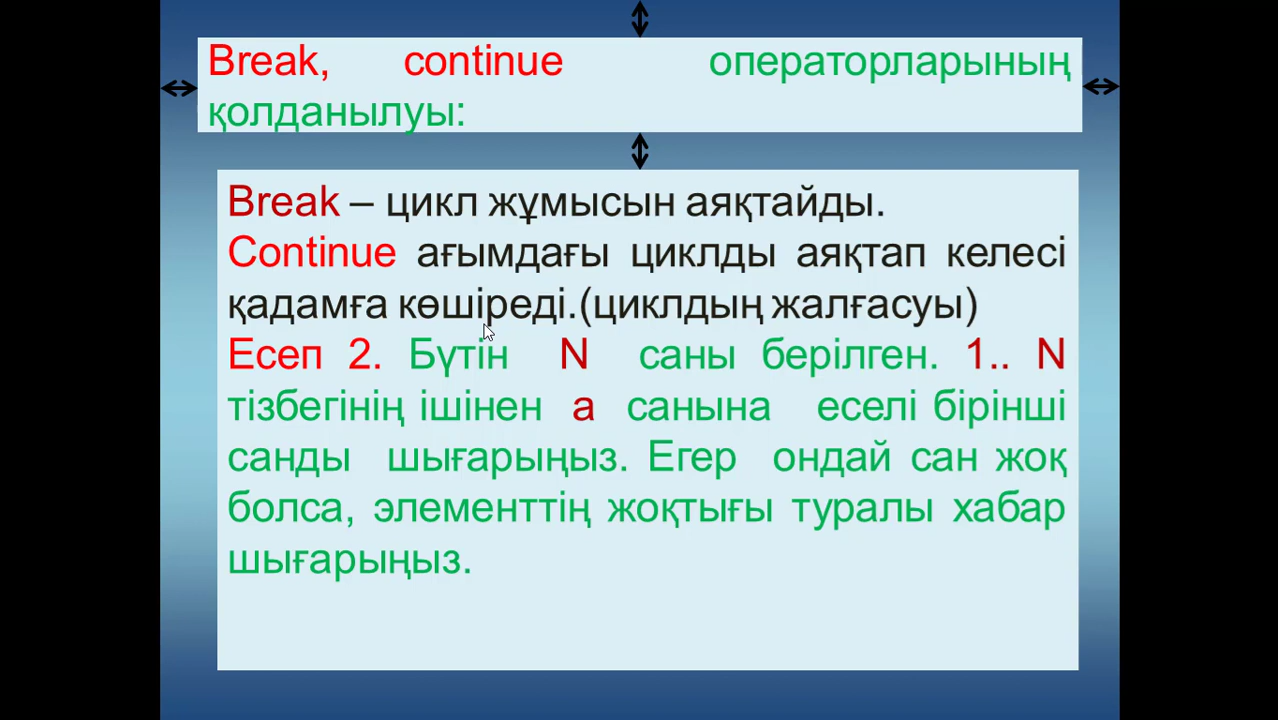 Break, continue операторларының
қолданылуы:
Break – цикл жұмысын аяқтайды.
Continue ағымдағы циклды аяқтап келесі
қадамға көшіреді.(циклдың жалғасуы)
Есеп 2. Бүтін N саны берілген. 1.. N
тізбегінің ішінен а санына еселі бірінші
санды шығарыңыз. Егер ондай сан жоқ
болса, элементтің жоқтығы туралы хабар
шығарыңыз.